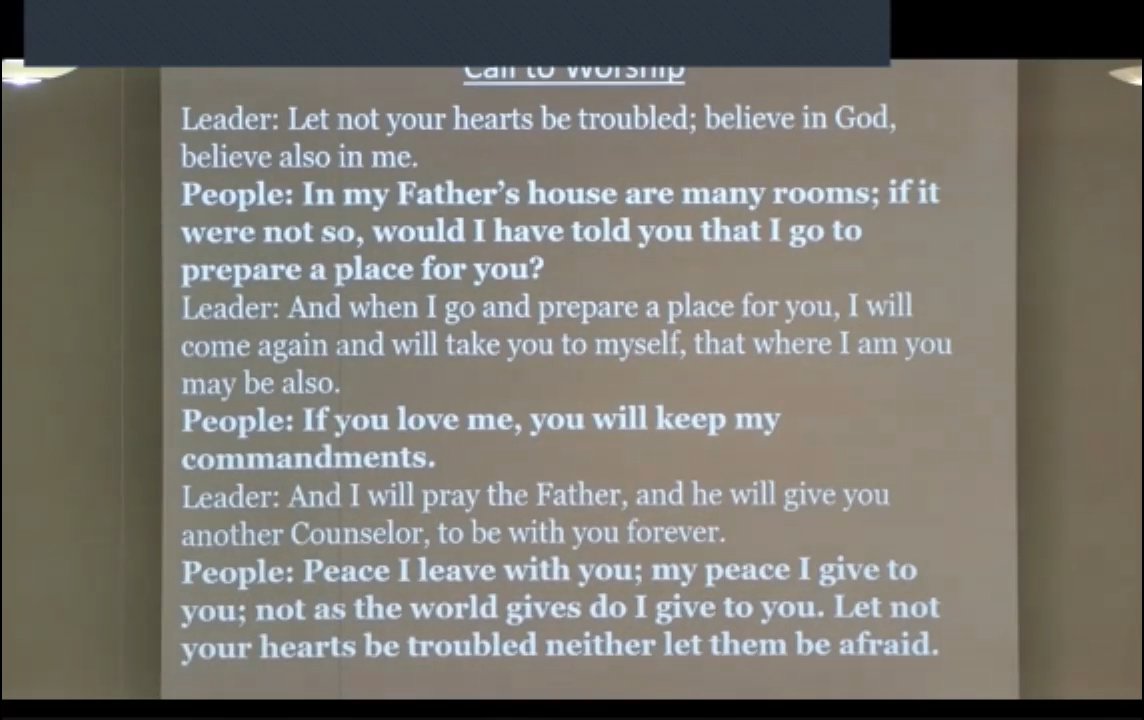 Call to Worship
Leader: Let not your hearts be troubled; believe in God,
believe also in me.
People: In my Father’s house are many rooms; if it
were not so, would I have told you that I go to
prepare a place for you?
Leader: And when I go and prepare a place for you, I will
come again and will take you to myself, that where I am you
may be also.
People: If you love me, you will keep my
commandments.
Leader: And I will pray the Father, and he will give you
another Counselor, to be with you forever.
People: Peace I leave with you; my peace I give to
you; not as the world gives do I give to you. Let not
your hearts be troubled neither let them be afraid.